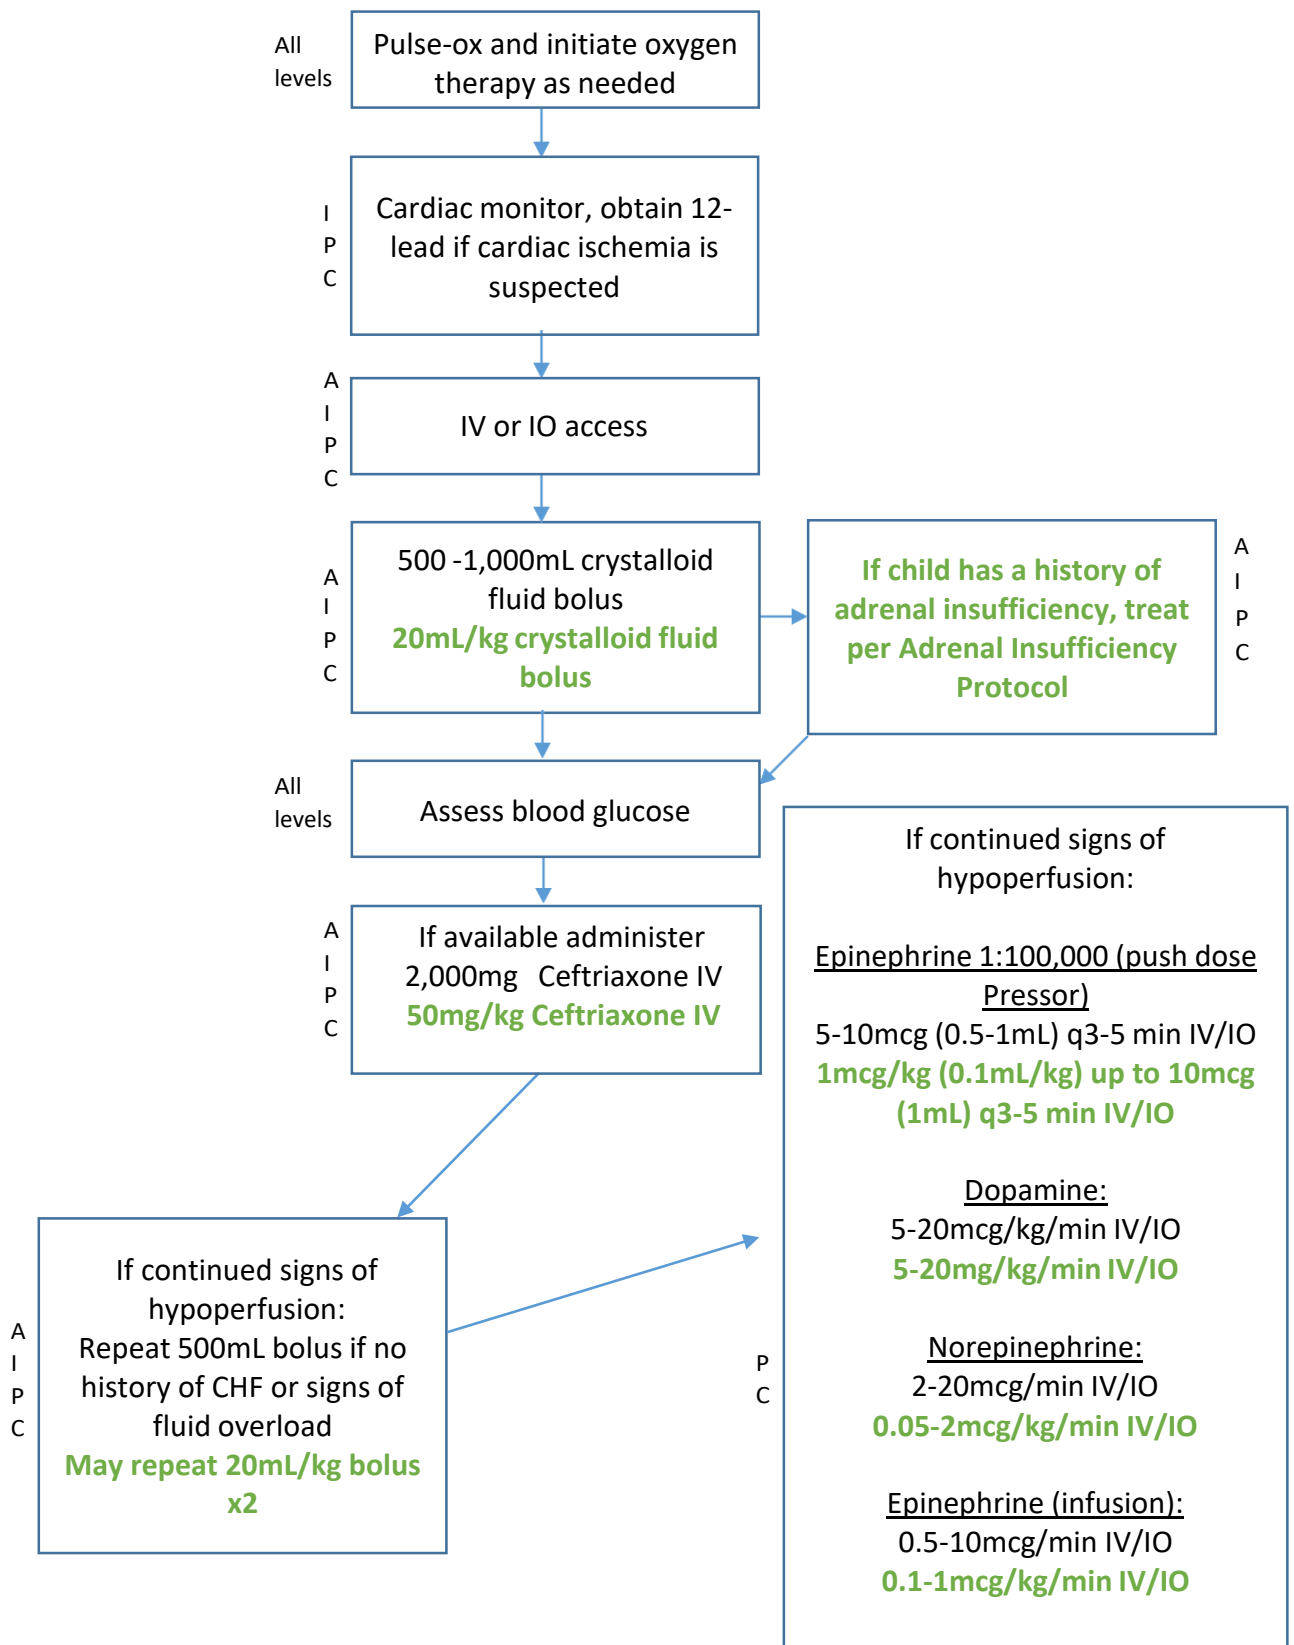 All
levels
Pulse-ox and initiate oxygen
therapy as needed
I
P
C
Cardiac monitor, obtain 12-
lead if cardiac ischemia is
suspected
A
I
P
C
IV or IO access
A
I
P
C
500 -1,000mL crystalloid
fluid bolus
20mL/kg crystalloid fluid
bolus
If child has a history of
adrenal insufficiency, treat
per Adrenal Insufficiency
Protocol
A
I
P
C
All
levels
Assess blood glucose
A
I
P
C
If available administer
2,000mg Ceftriaxone IV
50mg/kg Ceftriaxone IV
A
I
P
C
If continued signs of
hypoperfusion:
Repeat 500mL bolus if no
history of CHF or signs of
fluid overload
May repeat 20mL/kg bolus
x2
P
C
If continued signs of
hypoperfusion:
Epinephrine 1:100,000 (push dose
Pressor)
5-10mcg (0.5-1mL) q3-5 min IV/IO
1mcg/kg (0.1mL/kg) up to 10mcg
(1mL) q3-5 min IV/IO
Dopamine:
5-20mcg/kg/min IV/IO
5-20mg/kg/min IV/IO
Norepinephrine:
2-20mcg/min IV/IO
0.05-2mcg/kg/min IV/IO
Epinephrine (infusion):
0.5-10mcg/min IV/IO
0.1-1mcg/kg/min IV/IO